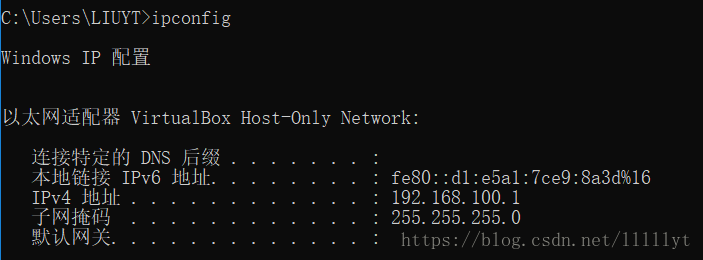 C:\Users\LIUYT>ipconfig
Windows IP 配置
以太网适配器 VirtualBox Host-Only Network:
连接特定的 DNS 后缀 . . . . . . . :
本地链接 IPv6 地址. . . . . . . . : fe80::d1:e5a1:7ce9:8a3d%16
IPv4 地址 . . . . . . . . . . . . : 192.168.100.1
子网掩码 . . . . . . . . . . . . : 255.255.255.0
默认网关. . . . . . . . . . . . . : https://blog.csdn.net/lllllyt